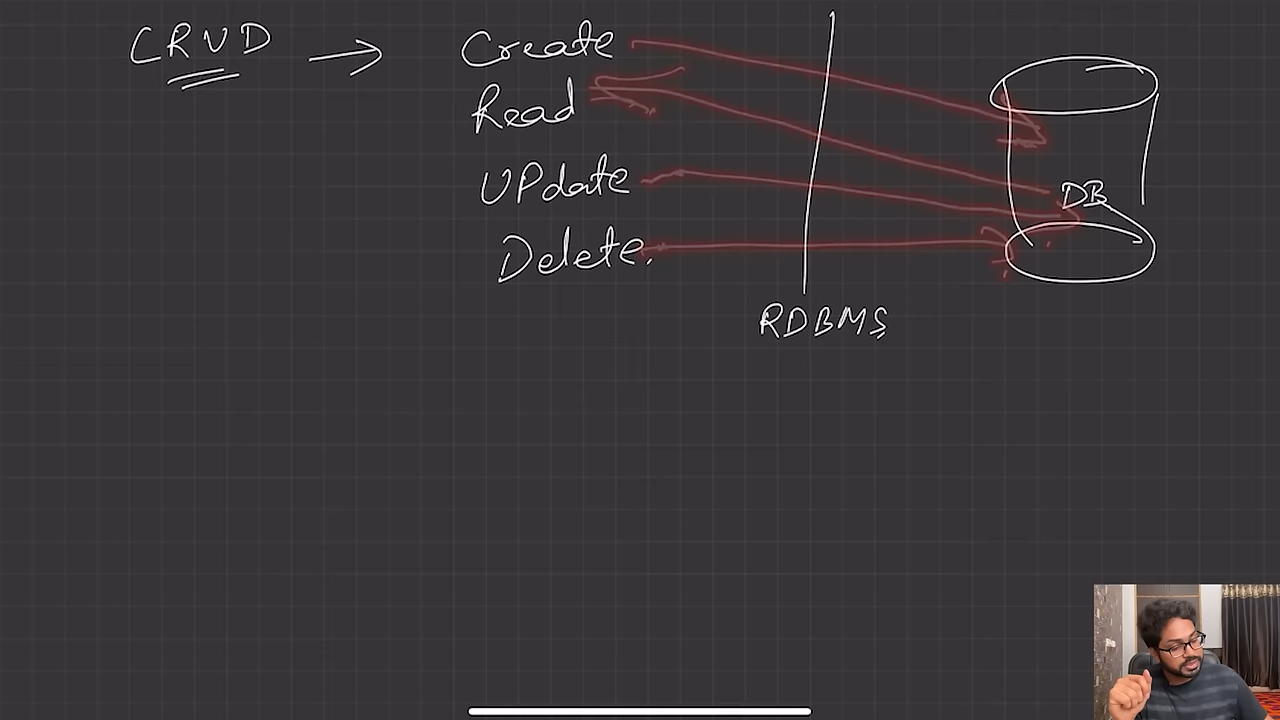 CRUD → Create
Read
UPdate
Delete.
DB
RDBMS